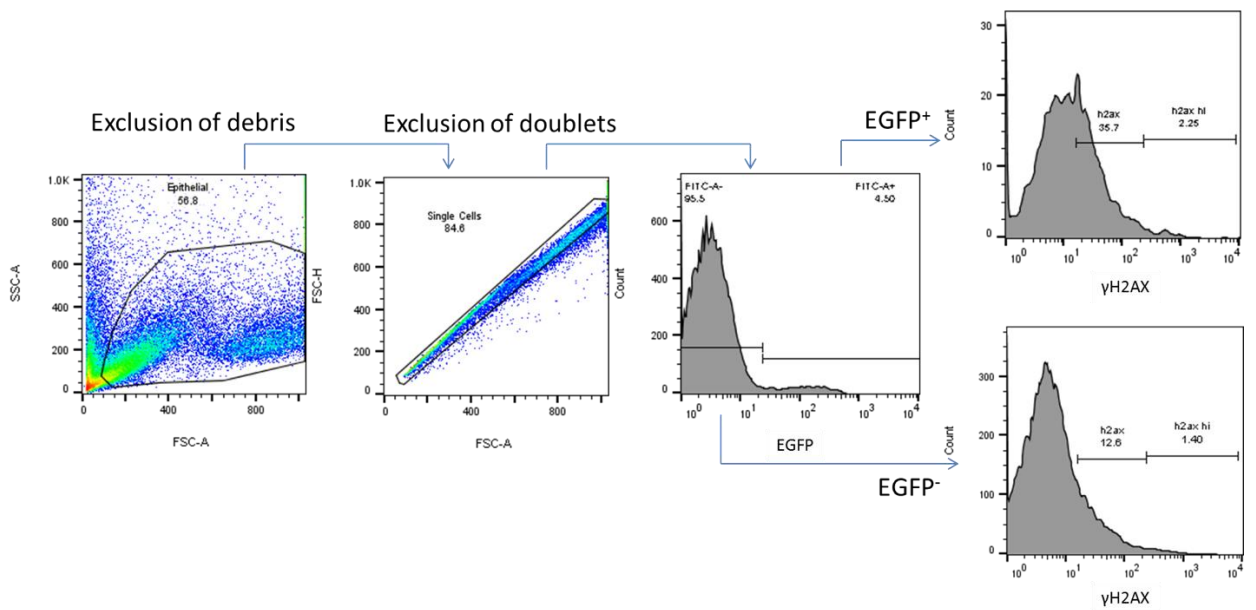 Exclusion of debris
Exclusion of doublets
EGFP+
EGFP-
1.0K
800
600
400
200
0
SSC-A
Epithelial
56.8
0
400
800
FSC-A
1.0K
800
600
400
200
0
FSC-H
Single Cells
84.6
0
400
800
FSC-A
600
400
200
0
Count
FITC-A-
95.5
FITC-A+
4.50
10^0
10^1
10^2
10^3
10^4
EGFP
30
20
10
0
Count
h2ax
35.7
h2ax hi
2.25
10^0
10^1
10^2
10^3
10^4
γH2AX
300
200
100
0
Count
h2ax
12.6
h2ax hi
1.40
10^0
10^1
10^2
10^3
10^4
γH2AX